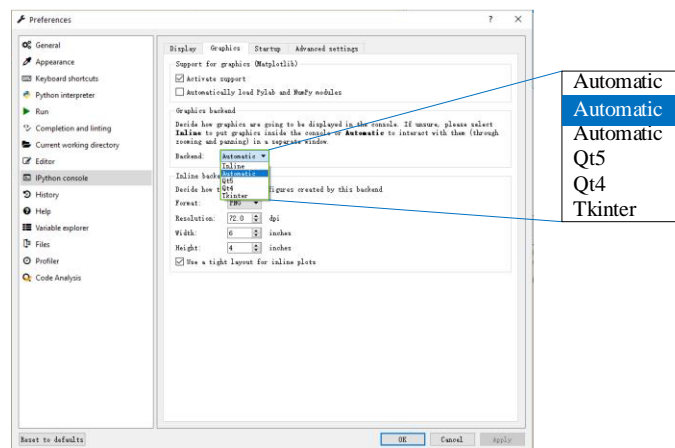 Preferences
?
General
Appearance
Keyboard shortcuts
Python interpreter
Run
Completion and linting
Current working directory
Editor
IPython console
History
Help
Variable explorer
Files
Profiler
Code Analysis
Display Graphics Startup Advanced settings
Support for graphics (Matplotlib)
Activate support
Automatically load Pylab and NumPy modules
Graphics backend
Decide how graphics are going to be displayed in the console. If unsure, please select
Inline to put graphics inside the console or Automatic to interact with them (through
zooming and panning) in a separate window.
Backend: Automatic
Inline
Automatic
Qt5
Qt4
Tkinter
Inline backe
Decide how t figures created by this backend
Format: PNG
Resolution: 72.0 dpi
Width: 6 inches
Height: 4 inches
Use a tight layout for inline plots
Reset to defaults
OK Cancel Apply
Automatic
Automatic
Automatic
Qt5
Qt4
Tkinter